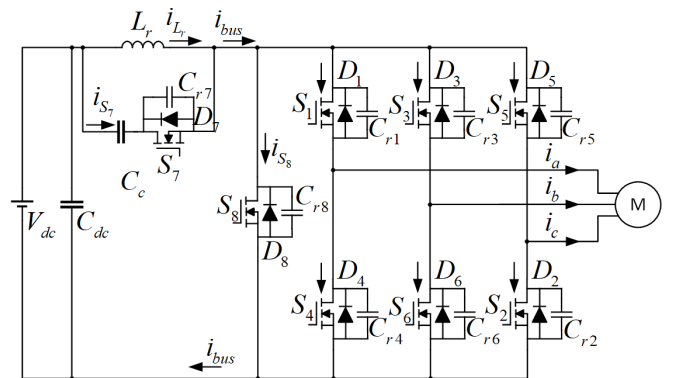 L_r i_{L_r} i_{bus}
C_{r7} D_1 D_3 D_5
i_{S_7} D_7
S_1 S_3 S_5
C_{r1} C_{r3} C_{r5}
S_7 i_{S_8} i_a
C_c
i_b M
V_{dc} C_{dc} S_8 C_{r8}
i_c
D_8 D_4 D_6 D_2
S_4 S_6 S_2
C_{r4} C_{r6} C_{r2}
i_{bus}